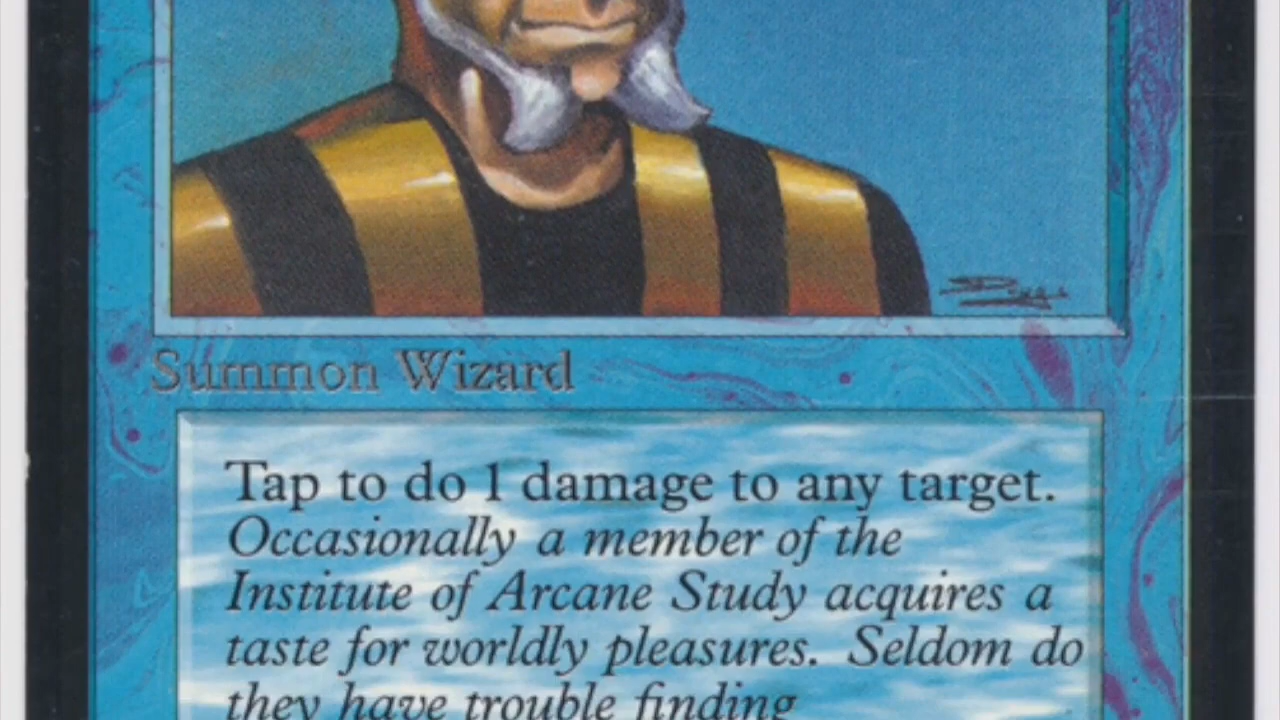 Summon Wizard
Tap to do 1 damage to any target.
Occasionally a member of the
Institute of Arcane Study acquires a
taste for worldly pleasures. Seldom do
they have trouble finding